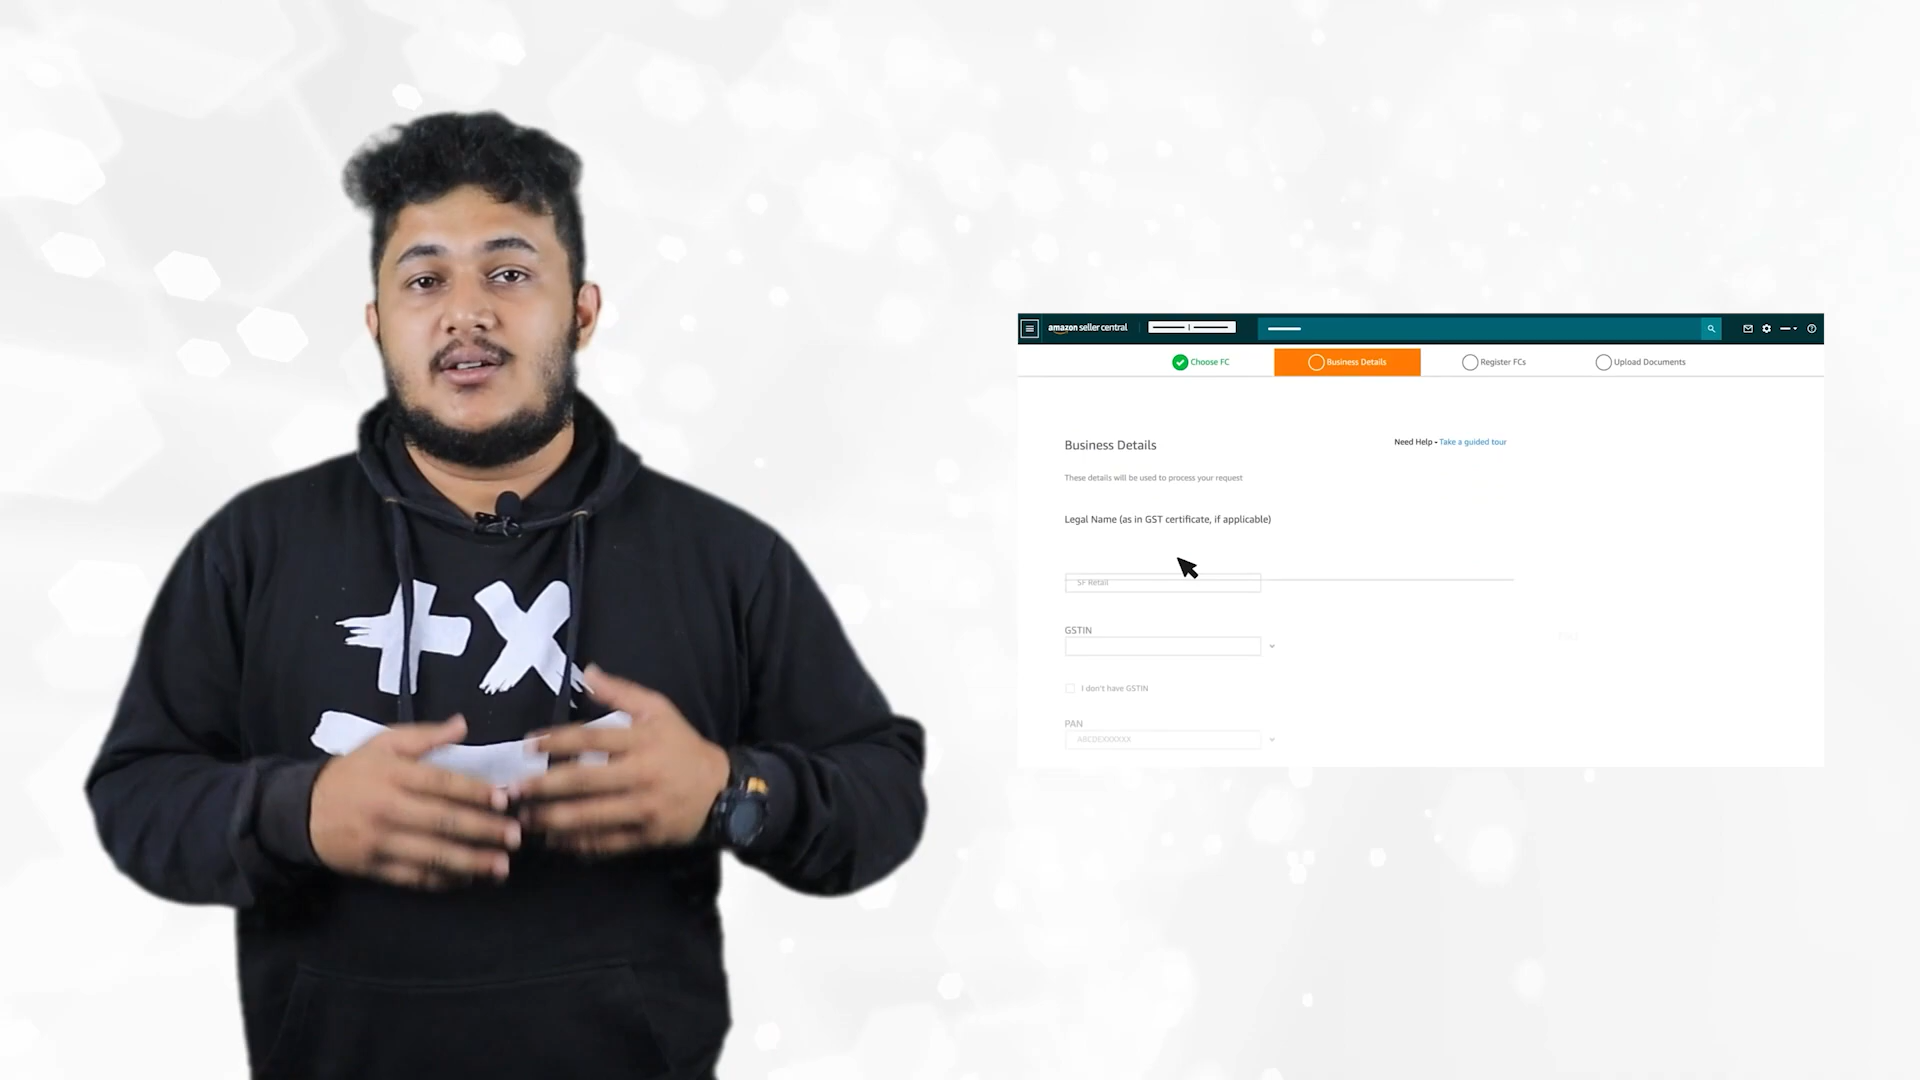 amazon seller central
Choose FC
Business Details
Register FCs
Upload Documents
Business Details
Need Help - Take a guided tour
These details will be used to process your request
Legal Name (as in GST certificate, if applicable)
SF Retail
GSTIN
I don't have GSTIN
PAN
+X